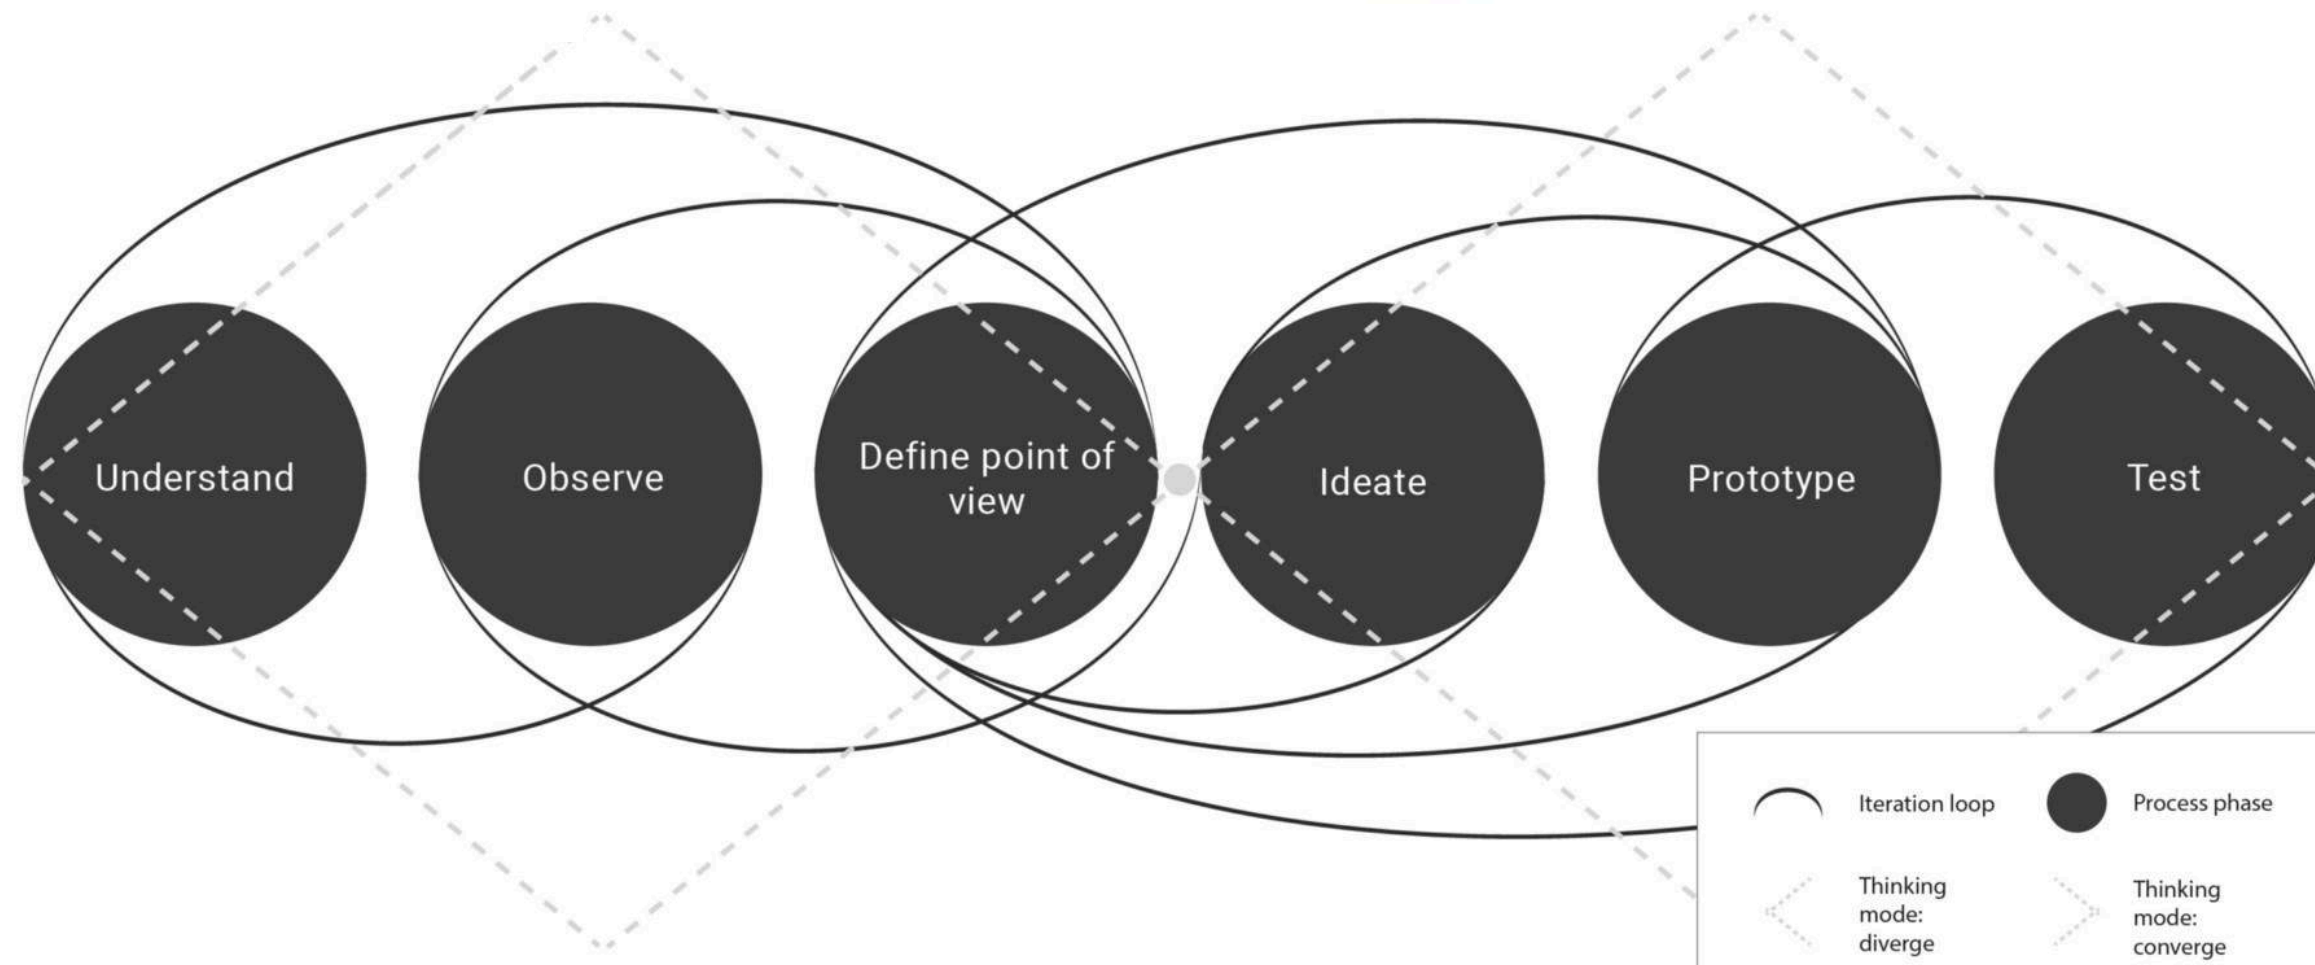 Understand
Observe
Define point of
view
Ideate
Prototype
Test
Iteration loop
Process phase
Thinking
mode:
diverge
Thinking
mode:
converge